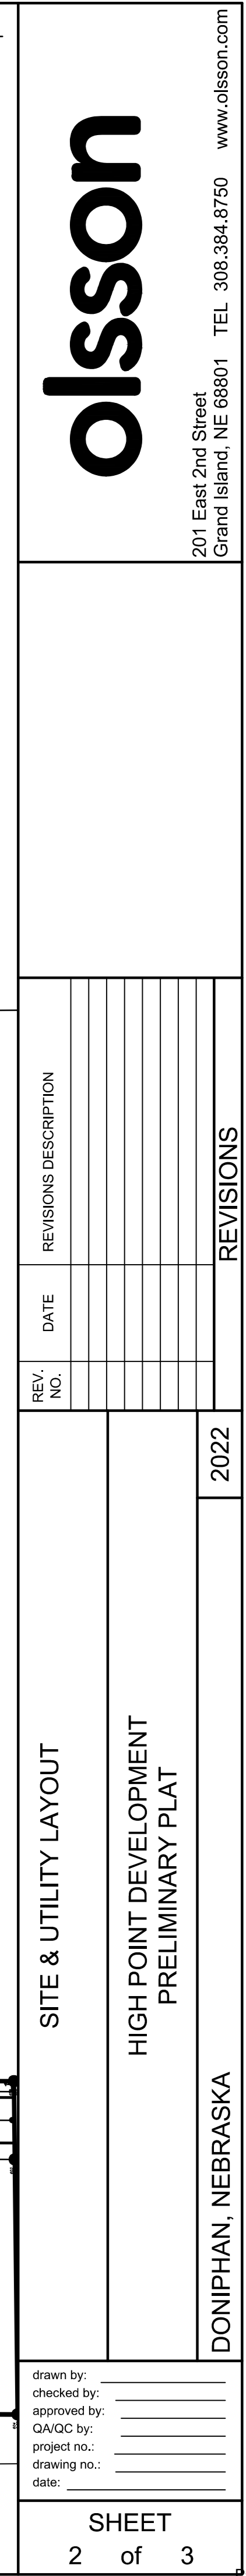 olsson
201 East 2nd Street
Grand Island, NE 68801 TEL 308.384.8750 www.olsson.com
REV.
NO.
DATE
REVISIONS DESCRIPTION
REVISIONS
2022
SITE & UTILITY LAYOUT
HIGH POINT DEVELOPMENT
PRELIMINARY PLAT
DONIPHAN, NEBRASKA
drawn by:
checked by:
approved by:
QA/QC by:
project no.:
drawing no.:
date:
SHEET
2 of 3